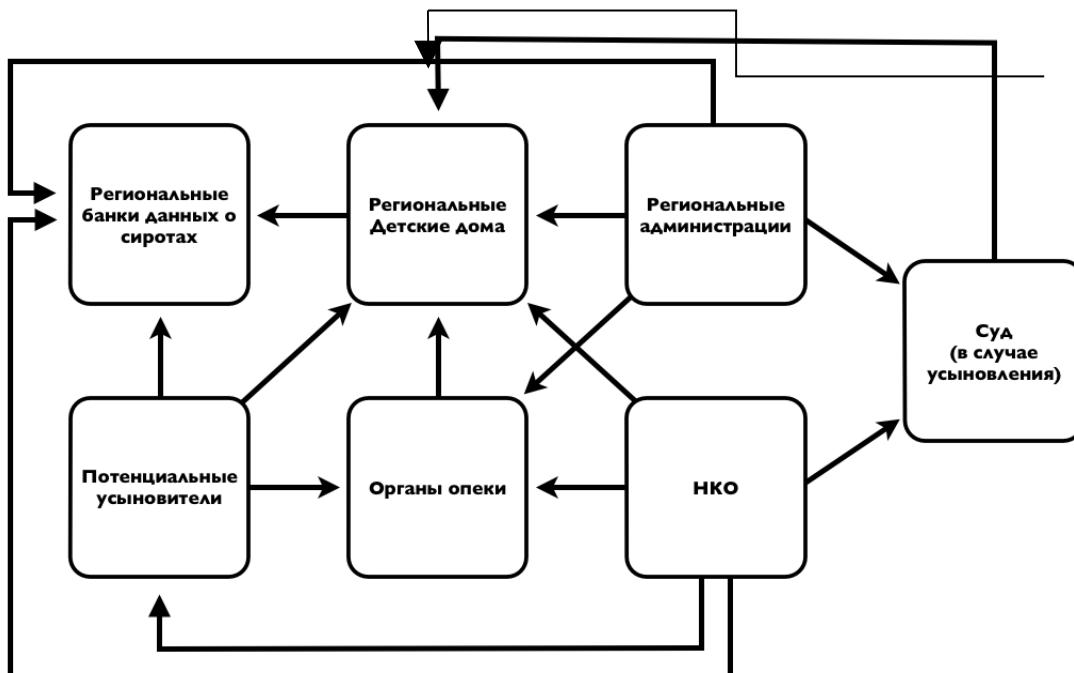 Региональные
банки данных о
сиротах
Региональные
Детские дома
Региональные
администрации
Суд
(в случае
усыновления)
Потенциальные
усыновители
Органы опеки
НКО